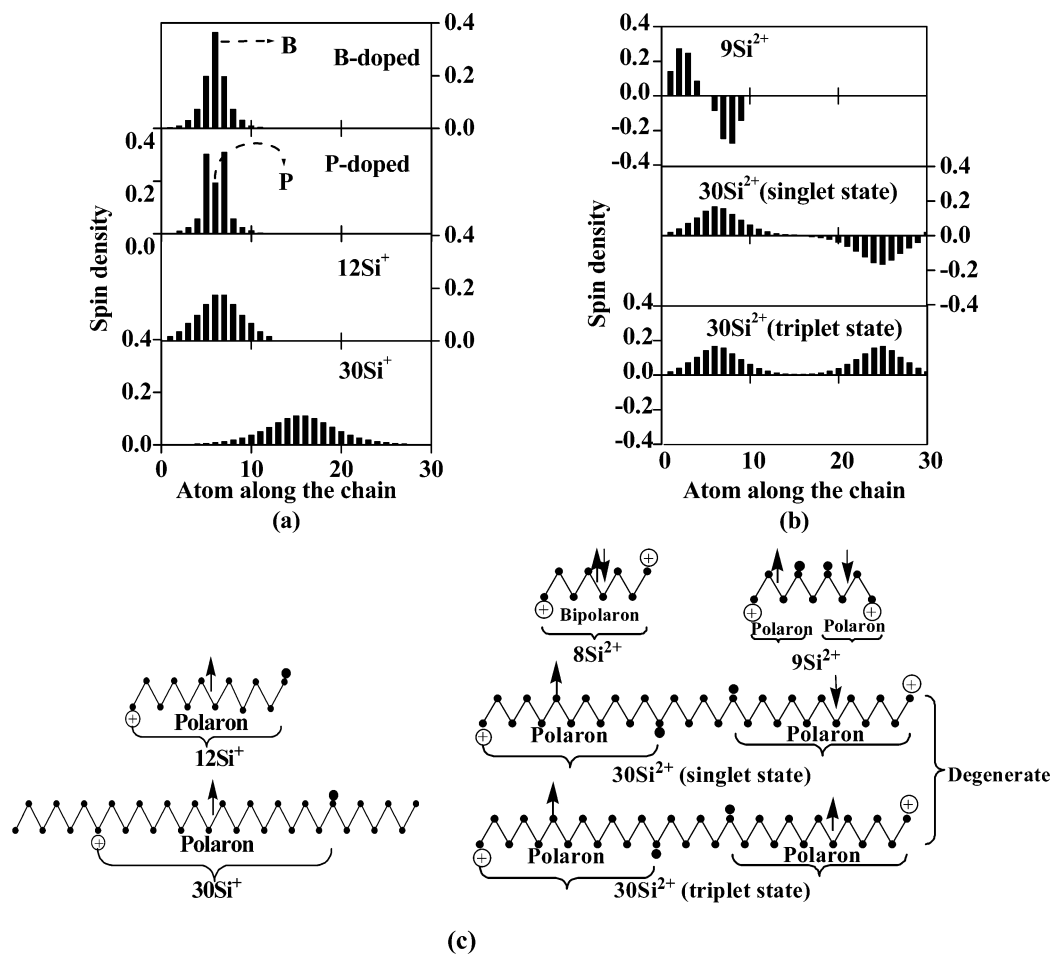 0.4
B
B-doped
0.2
0.0
0.4
P-doped
P
0.2
0.0
0.4
12Si⁺
0.2
0.0
0.4
30Si⁺
0.2
0.0
0 10 20 30
Spin density
Atom along the chain
(a)
0.4
9Si²⁺
0.2
0.0
-0.2
-0.4
0.4
30Si²⁺(singlet state)
0.2
0.0
-0.2
-0.4
0.4
30Si²⁺(triplet state)
0.2
0.0
-0.2
-0.4
0 10 20 30
Spin density
Atom along the chain
(b)
+ +
Bipolaron
8Si²⁺
+ +
Polaron Polaron
9Si²⁺
+
Polaron
12Si⁺
+
Polaron
30Si⁺
+ +
Polaron Polaron
30Si²⁺ (singlet state)
Degenerate
+ +
Polaron Polaron
30Si²⁺ (triplet state)
(c)